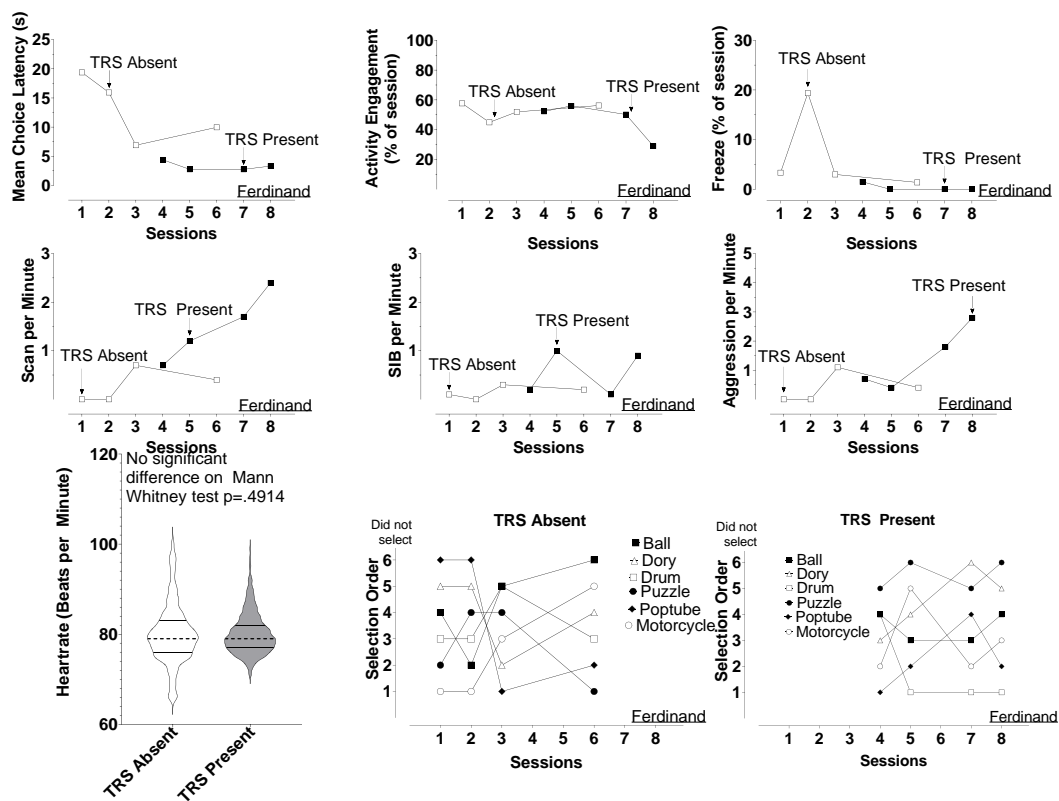 Mean Choice Latency (s)
25
20
15
10
5
0
TRS Absent
TRS Present
Ferdinand
1 2 3 4 5 6 7 8
Sessions
Activity Engagement
(% of session)
100
80
60
40
20
TRS Absent
TRS Present
Ferdinand
1 2 3 4 5 6 7 8
Sessions
Freeze (% of session)
30
20
10
0
TRS Absent
TRS Present
Ferdinand
1 2 3 4 5 6 7 8
Sessions
Scan per Minute
3
2
1
TRS Absent
TRS Present
Ferdinand
1 2 3 4 5 6 7 8
Sessions
SIB per Minute
3
2
1
TRS Absent
TRS Present
Ferdinand
1 2 3 4 5 6 7 8
Sessions
Aggression per Minute
5
4
3
2
1
TRS Absent
TRS Present
Ferdinand
1 2 3 4 5 6 7 8
Sessions
Heartrate (Beats per Minute)
120
100
80
60
No significant
difference on Mann
Whitney test p=.4914
TRS Absent
TRS Present
TRS Absent
Did not
select
Selection Order
6
5
4
3
2
1
Ball
Dory
Drum
Puzzle
Poptube
Motorcycle
Ferdinand
1 2 3 4 5 6 7 8
Sessions
TRS Present
Did not
select
Selection Order
6
5
4
3
2
1
Ball
Dory
Drum
Puzzle
Poptube
Motorcycle
Ferdinand
1 2 3 4 5 6 7 8
Sessions